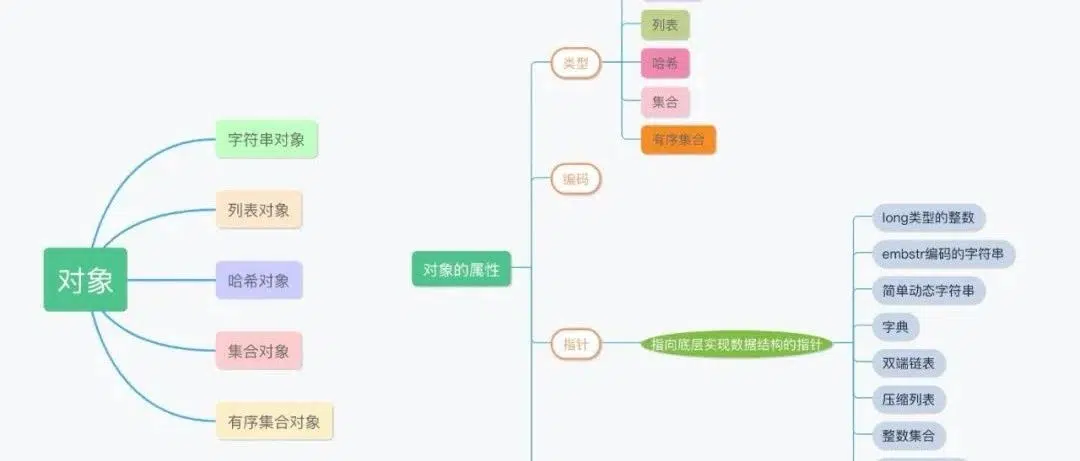 对象
字符串对象
列表对象
哈希对象
集合对象
有序集合对象
对象的属性
类型
列表
哈希
集合
有序集合
编码
指针
指向底层实现数据结构的指针
long类型的整数
embstr编码的字符串
简单动态字符串
字典
双端链表
压缩列表
整数集合